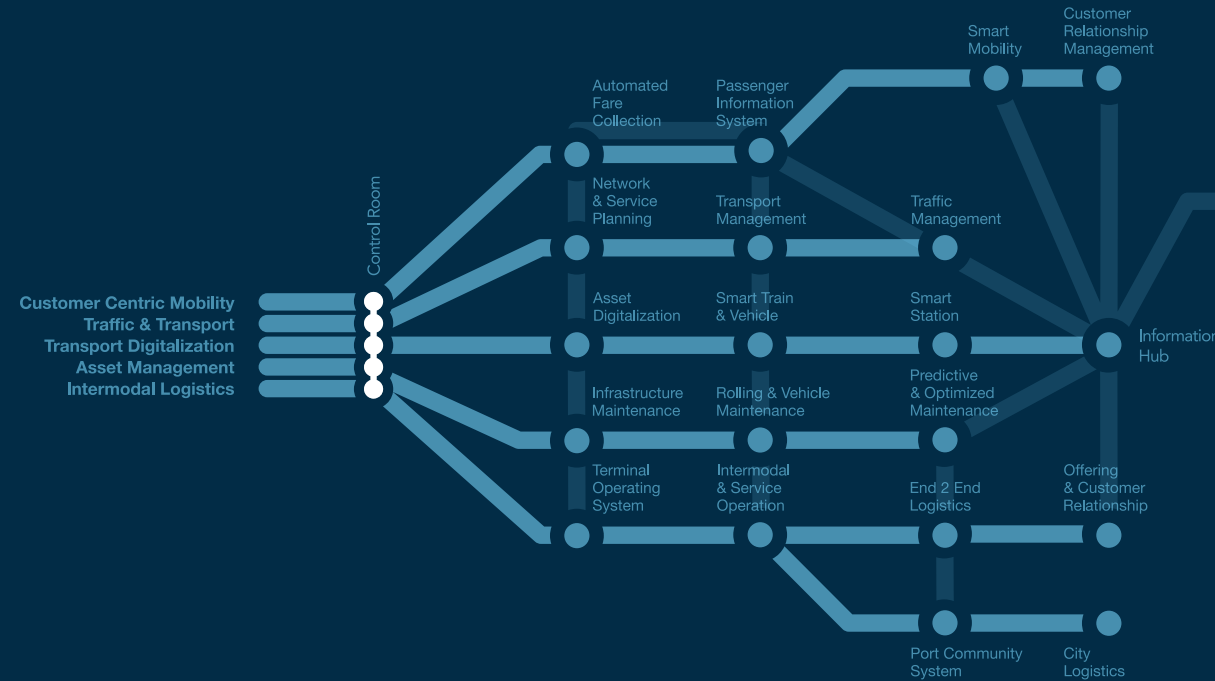 Customer
Relationship
Management
Smart
Mobility
Automated
Fare
Collection
Passenger
Information
System
Control Room
Network
& Service
Planning
Transport
Management
Traffic
Management
Customer Centric Mobility
Traffic & Transport
Transport Digitalization
Asset Management
Intermodal Logistics
Asset
Digitalization
Smart Train
& Vehicle
Smart
Station
Information
Hub
Infrastructure
Maintenance
Rolling & Vehicle
Maintenance
Predictive
& Optimized
Maintenance
Terminal
Operating
System
Intermodal
& Service
Operation
End 2 End
Logistics
Offering
& Customer
Relationship
Port Community
System
City
Logistics